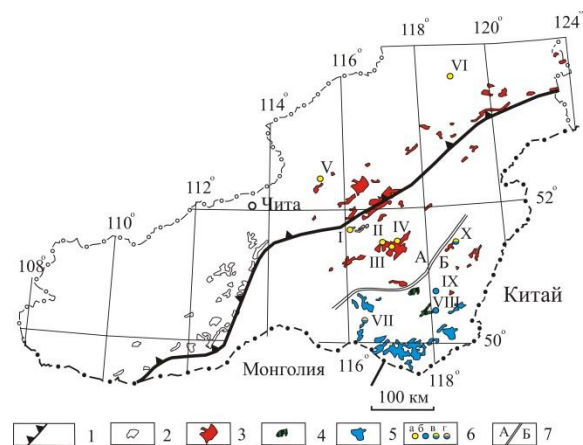 118° 120° 124°
116°
VI
114°
V
112°
Чита
52°
110°
I II IV X
III А Б
108°
IX
Китай
VIII
VII
50°
Монголия
116° 118°
100 км
1 2 3 4 5 а б в г 6 А Б 7